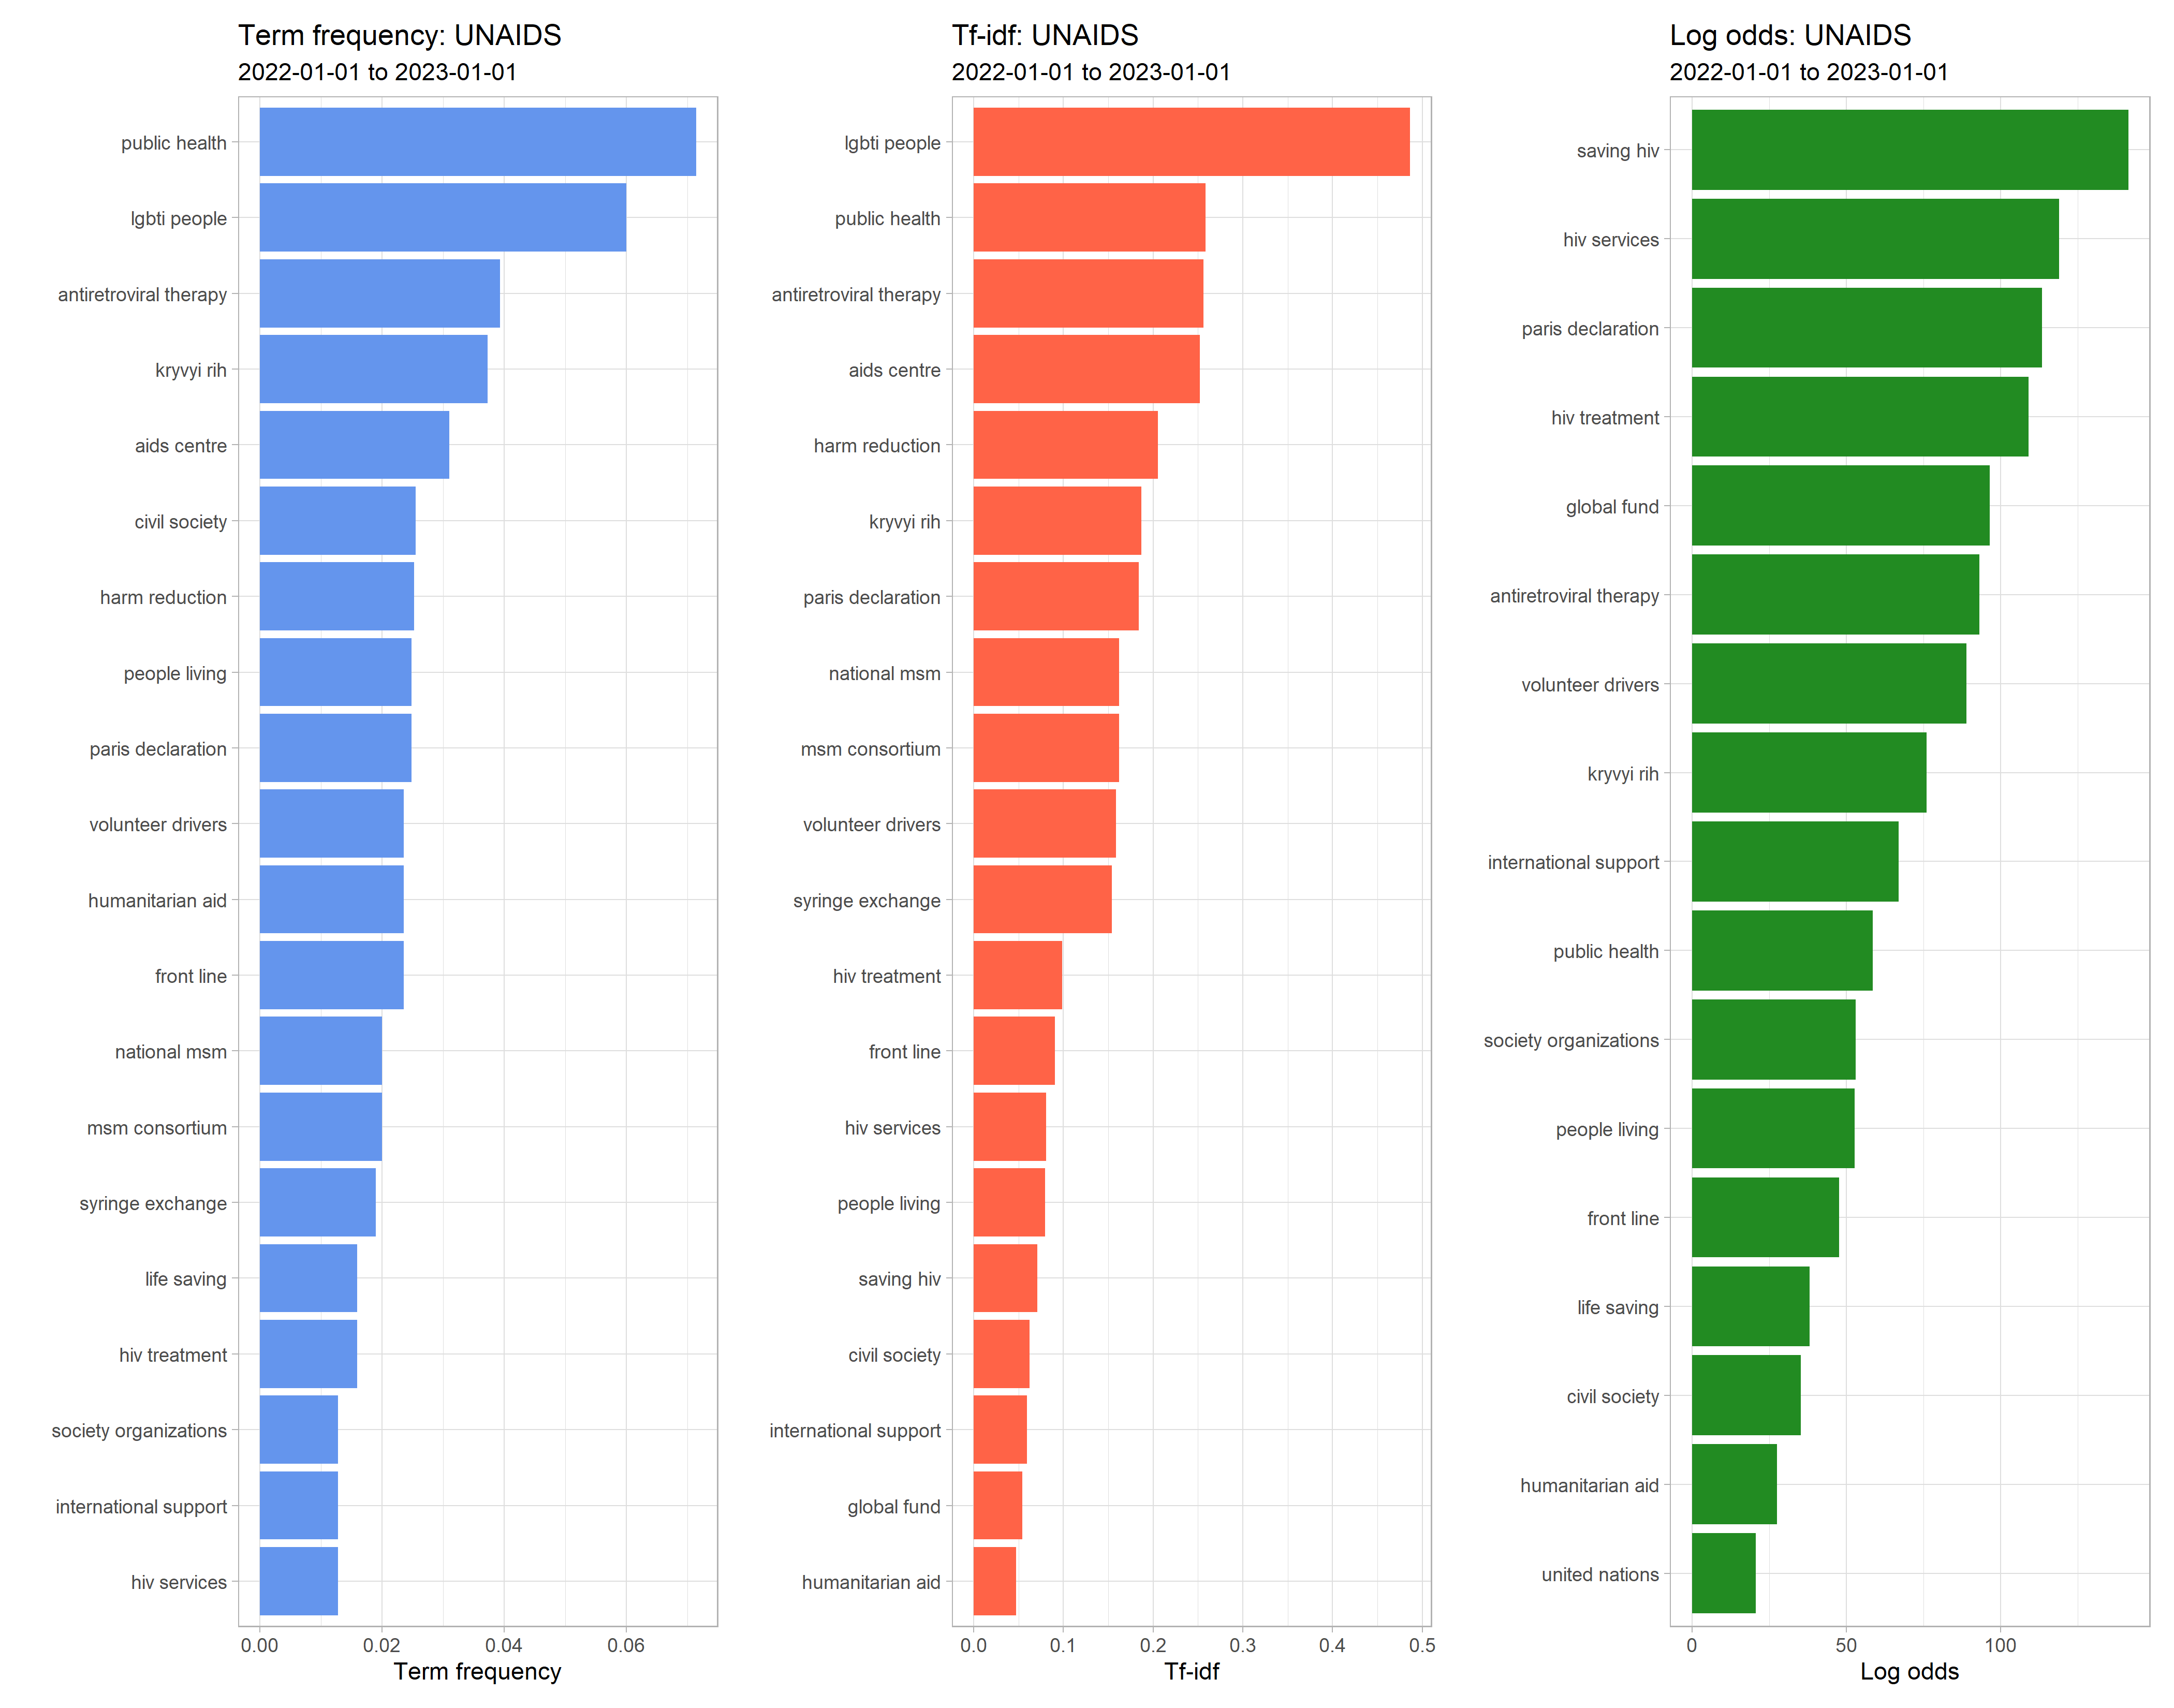 Term frequency: UNAIDS
2022-01-01 to 2023-01-01
public health
lgbti people
antiretroviral therapy
kryvyi rih
aids centre
civil society
harm reduction
people living
paris declaration
volunteer drivers
humanitarian aid
front line
national msm
msm consortium
syringe exchange
life saving
hiv treatment
society organizations
international support
hiv services
0.00 0.02 0.04 0.06
Term frequency
Tf-idf: UNAIDS
2022-01-01 to 2023-01-01
lgbti people
public health
antiretroviral therapy
aids centre
harm reduction
kryvyi rih
paris declaration
national msm
msm consortium
volunteer drivers
syringe exchange
hiv treatment
front line
hiv services
people living
saving hiv
civil society
international support
global fund
humanitarian aid
0.0 0.1 0.2 0.3 0.4 0.5
Tf-idf
Log odds: UNAIDS
2022-01-01 to 2023-01-01
saving hiv
hiv services
paris declaration
hiv treatment
global fund
antiretroviral therapy
volunteer drivers
kryvyi rih
international support
public health
society organizations
people living
front line
life saving
civil society
humanitarian aid
united nations
0 50 100
Log odds